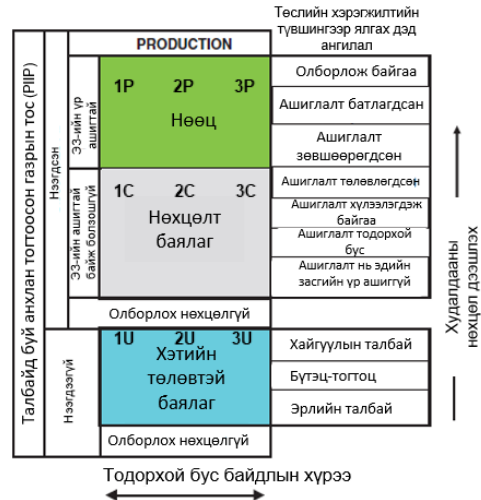 Төслийн хэрэгжилтийн
түвшингээр ялгах дэд
ангилал
PRODUCTION
Талбайд буй анхлан тогтоосон газрын тос (PIIP)
Нээгдсэн
ЭЗ-ийн үр
ашигтай
1P 2P 3P
Нөөц
Олборлож байгаа
Ашиглалт батлагдсан
Ашиглалт
зөвшөөрөгдсөн
ЭЗ-ийн ашигтай
байж болзошгүй
1C 2C 3C
Нөхцөлт
баялаг
Ашиглалт төлөвлөгдсөн
Ашиглалт хүлээлэгдэж
байгаа
Ашиглалт тодорхой
бус
Ашиглалт нь эдийн
засгийн үр ашиггүй
Олборлох нөхцөлгүй
Нээгдээгүй
1U 2U 3U
Хэтийн
төлөвтэй
баялаг
Хайгуулын талбай
Бүтэц-тогтоц
Эрлийн талбай
Олборлох нөхцөлгүй
Худалдааны
нөхцөл дээшлэх
Тодорхой бус байдлын хүрээ